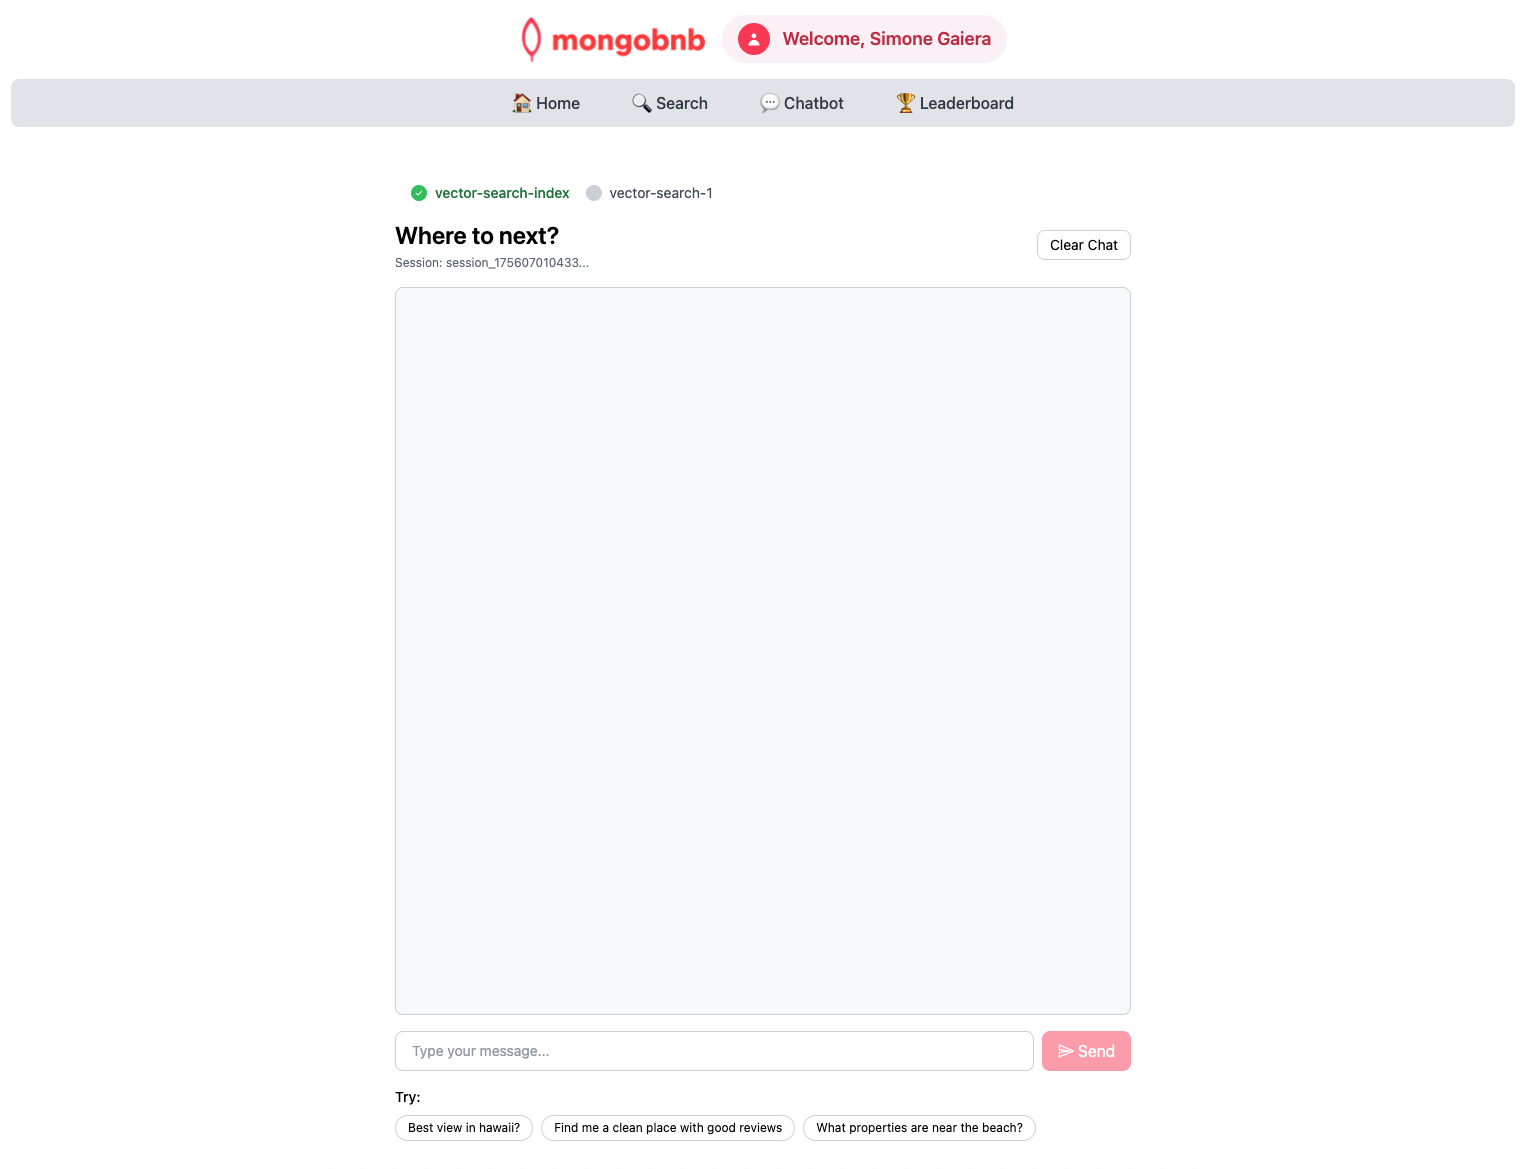 mongobnb
Welcome, Simone Gaiera
Home Search Chatbot Leaderboard
vector-search-index vector-search-1
Where to next?
Session: session_175607010433...
Clear Chat
Type your message...
Send
Try:
Best view in hawaii? Find me a clean place with good reviews What properties are near the beach?